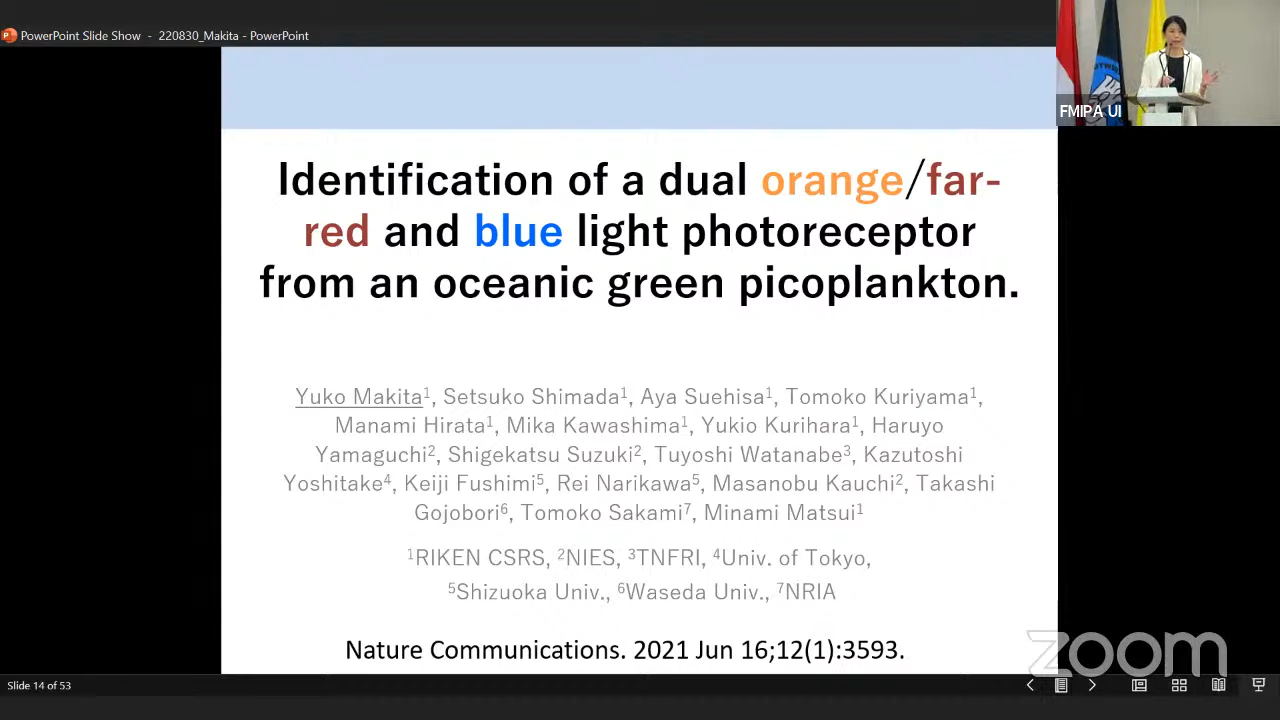 PowerPoint Slide Show - 220830_Makita - PowerPoint
FMIPA UI
Identification of a dual orange/far-
red and blue light photoreceptor
from an oceanic green picoplankton.
Yuko Makita¹, Setsuko Shimada¹, Aya Suehisa¹, Tomoko Kuriyama¹,
Manami Hirata¹, Mika Kawashima¹, Yukio Kurihara¹, Haruyo
Yamaguchi², Shigekatsu Suzuki², Tuyoshi Watanabe³, Kazutoshi
Yoshitake⁴, Keiji Fushimi⁵, Rei Narikawa⁵, Masanobu Kauchi², Takashi
Gojobori⁶, Tomoko Sakami⁷, Minami Matsui¹
¹RIKEN CSRS, ²NIES, ³TNFRI, ⁴Univ. of Tokyo,
⁵Shizuoka Univ., ⁶Waseda Univ., ⁷NRIA
Nature Communications. 2021 Jun 16;12(1):3593.
zoom
Slide 14 of 53